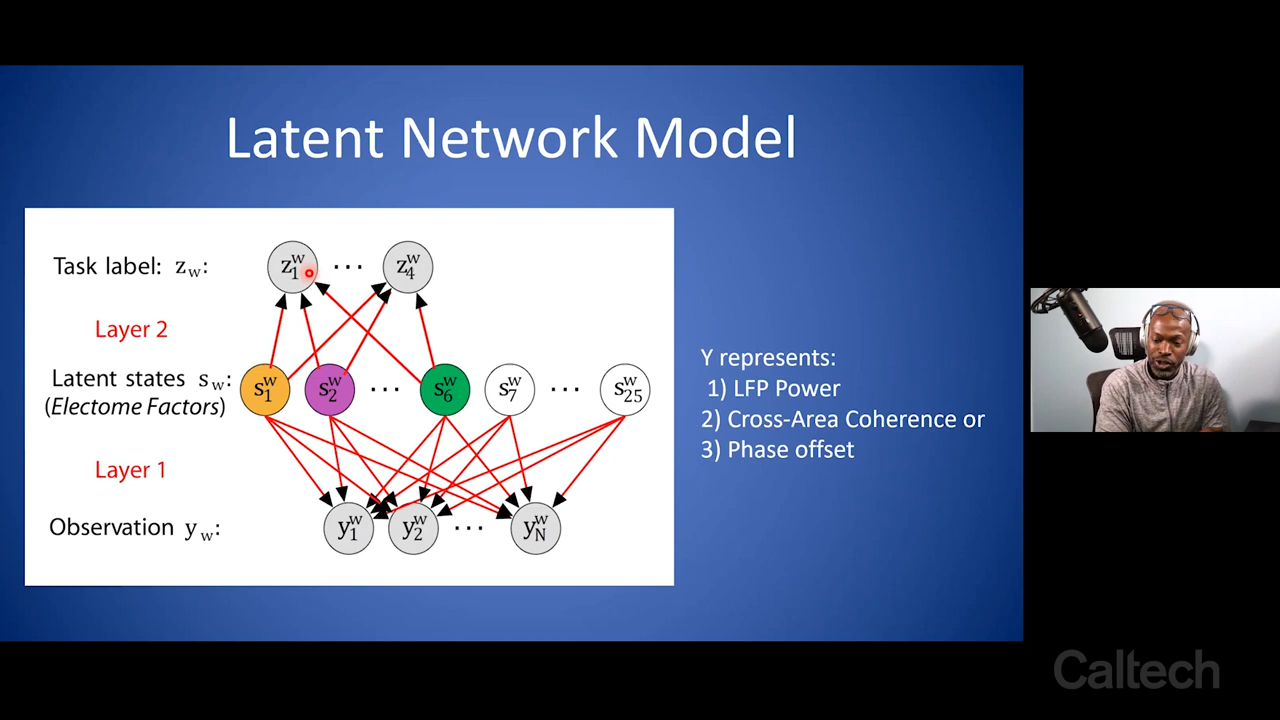 Latent Network Model
Task label: z_w:
z_1^w ··· z_4^w
Layer 2
Latent states s_w:
(Electome Factors)
s_1^w s_2^w ··· s_6^w s_7^w ··· s_25^w
Layer 1
Observation y_w:
y_1^w y_2^w ··· y_N^w
Y represents:
1) LFP Power
2) Cross-Area Coherence or
3) Phase offset
Caltech